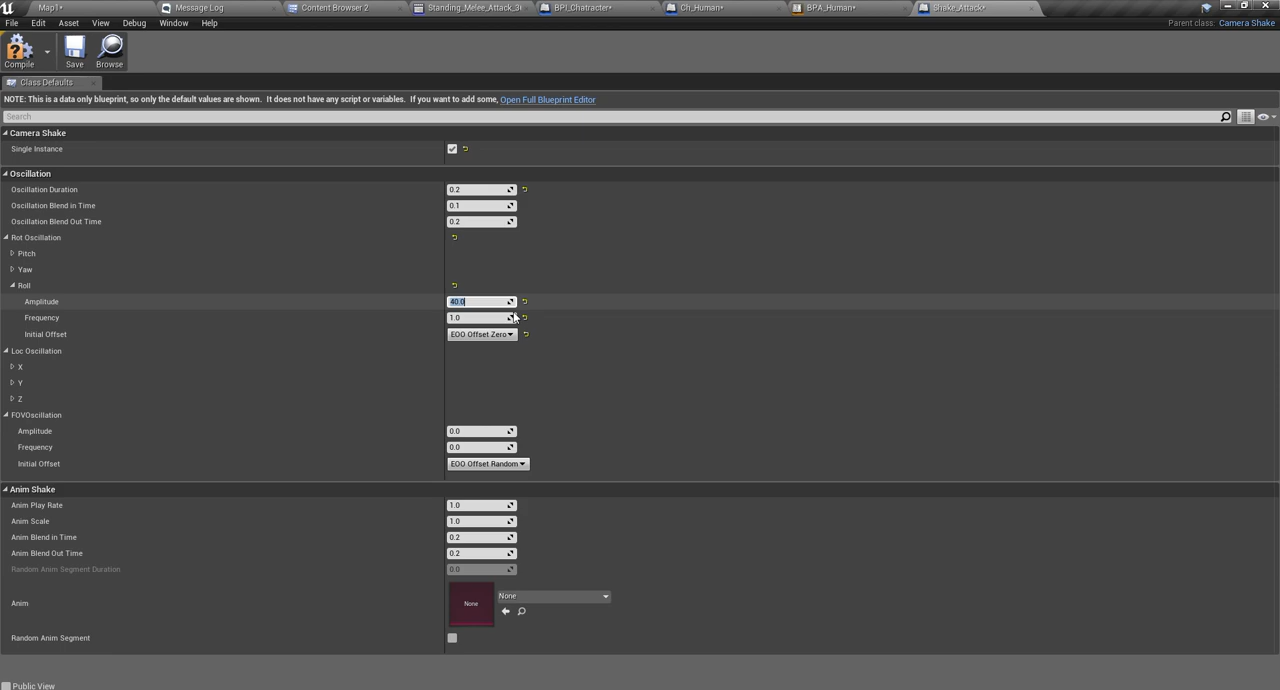 Map1*
Message Log
Content Browser 2
Standing_Melee_Attack_3
BPI_Chatracter*
Ch_Human*
BPA_Human*
Shake_Attack*
File Edit Asset View Debug Window Help
Parent class: Camera Shake
Compile
Save
Browse
Class Defaults
NOTE: This is a data only blueprint, so only the default values are shown. It does not have any script or variables. If you want to add some, Open Full Blueprint Editor
Search
Camera Shake
Single Instance
Oscillation
Oscillation Duration 0.2
Oscillation Blend in Time 0.1
Oscillation Blend Out Time 0.2
Rot Oscillation
Pitch
Yaw
Roll
Amplitude 40.0
Frequency 1.0
Initial Offset EOO Offset Zero
Loc Oscillation
X
Y
Z
FOVOscillation
Amplitude 0.0
Frequency 0.0
Initial Offset EOO Offset Random
Anim Shake
Anim Play Rate 1.0
Anim Scale 1.0
Anim Blend in Time 0.2
Anim Blend Out Time 0.2
Random Anim Segment Duration 0.0
Anim None None
Random Anim Segment
Public View